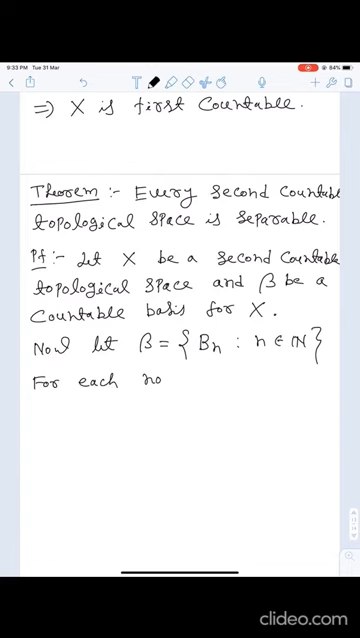 9:33 PM Tue 31 Mar
84%
⇒ X is first Countable.
Theorem :- Every Second Countable
topological Space is Separable.
Pf :- Let X be a Second Countable
topological Space and β be a
Countable basis for X.
Now let β = { Bn : n ∈ N }
For each no
clideo.com